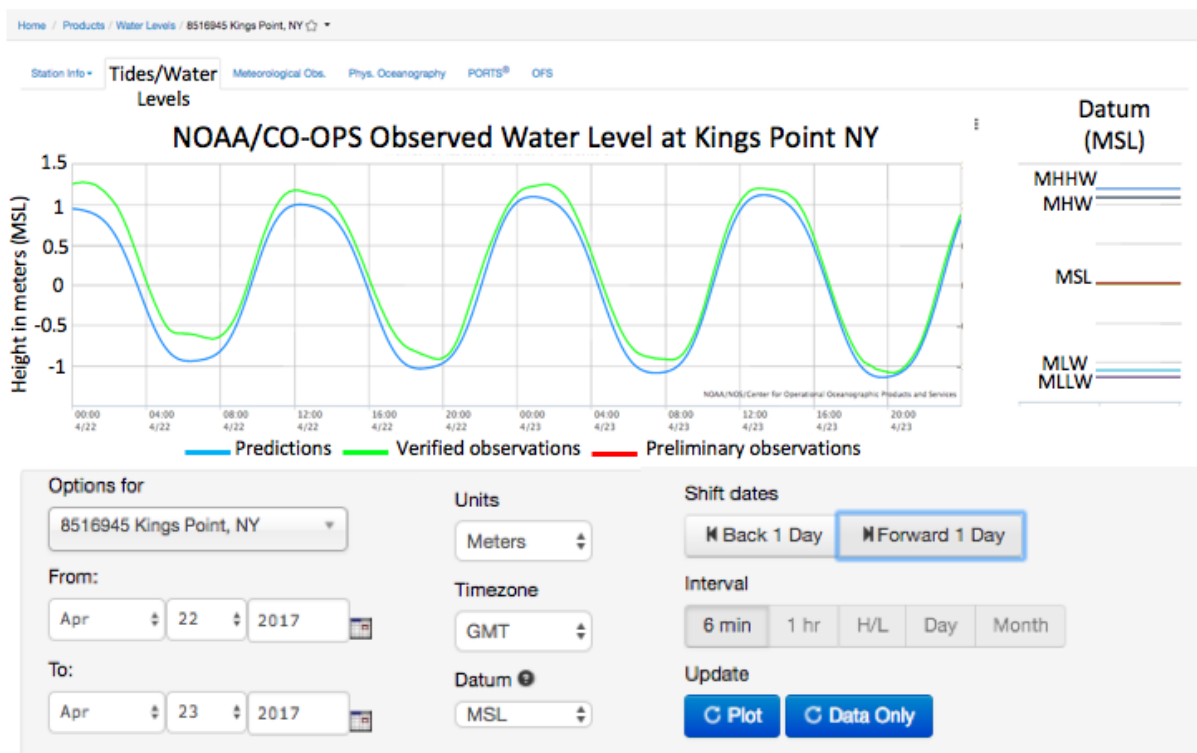 Home / Products / Water Levels / 8516945 Kings Point, NY
Station Info Tides/Water Levels Meteorological Obs. Phys. Oceanography PORTS® OFS
NOAA/CO-OPS Observed Water Level at Kings Point NY
Datum
(MSL)
Height in meters (MSL)
1.5
1
0.5
0
-0.5
-1
MHHW
MHW
MSL
MLW
MLLW
NOAA/NOS/Center for Operational Oceanographic Products and Services
00:00 04:00 08:00 12:00 16:00 20:00 00:00 04:00 08:00 12:00 16:00 20:00
4/22 4/22 4/22 4/22 4/22 4/22 4/23 4/23 4/23 4/23 4/23 4/23
Predictions Verified observations Preliminary observations
Options for
8516945 Kings Point, NY
From:
Apr 22 2017
To:
Apr 23 2017
Units
Meters
Timezone
GMT
Datum
MSL
Shift dates
Back 1 Day Forward 1 Day
Interval
6 min 1 hr H/L Day Month
Update
Plot Data Only